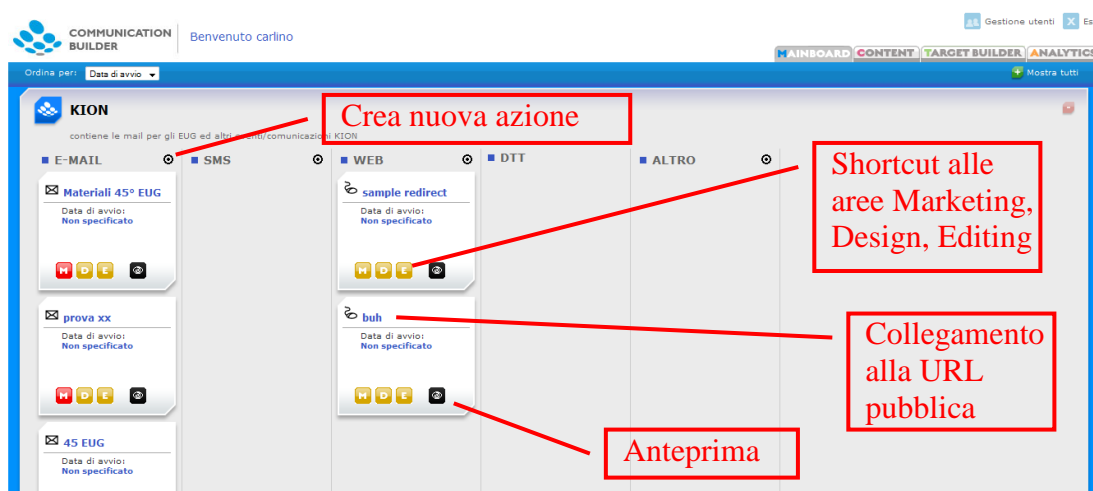 Gestione utenti X Es
COMMUNICATION
BUILDER
Benvenuto carlino
MAINBOARD CONTENT TARGET BUILDER ANALYTICS
Ordina per: Data di avvio
Mostra tutti
KION
Crea nuova azione
contiene le mail per gli EUG ed altri eventi/comunicazioni KION
E-MAIL SMS WEB DTT ALTRO
Shortcut alle
aree Marketing,
Design, Editing
Materiali 45° EUG
Data di avvio:
Non specificato
M D E
sample redirect
Data di avvio:
Non specificato
M D E
prova xx
Data di avvio:
Non specificato
M D E
buh
Data di avvio:
Non specificato
M D E
Collegamento
alla URL
pubblica
Anteprima
45 EUG
Data di avvio:
Non specificato